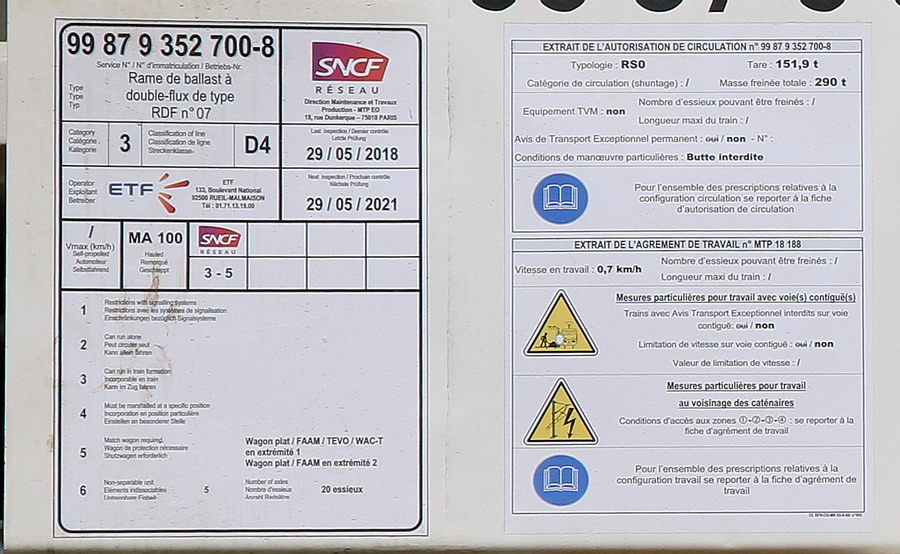 99 87 9 352 700-8
Service N° / N° d'immatriculation / Betriebs-Nr.
Type
Type
Typ
Rame de ballast à
double-flux de type
RDF n° 07
SNCF
RÉSEAU
Direction Maintenance et Travaux
Production - MTP EO
18, rue Dunkerque – 75010 PARIS
Category
Catégorie
Kategorie
3
Classification of line
Classification de ligne
Streckenklasse
D4
Last inspection / Dernier contrôle
Letzte Prüfung
29 / 05 / 2018
Operator
Exploitant
Betreiber
ETF
ETF
133, Boulevard National
92500 RUEIL-MALMAISON
Tél : 01.71.13.19.00
Next inspection / Prochain contrôle
Nächste Prüfung
29 / 05 / 2021
/
Vmax (km/h)
Self-propelled
Automoteur
Selbstfahrend
MA 100
Hauled
Remorqué
Geschleppt
SNCF
RÉSEAU
3 - 5
1
Restrictions with signalling systems
Restrictions avec les systèmes de signalisation
Einschränkungen bezüglich Signalsysteme
2
Can run alone
Peut circuler seul
Kann allein fahren
3
Can run in train formation
Incorporable en train
Kann im Zug fahren
4
Must be marshalled at a specific position
Incorporation en position particulière
Einstellen an besonderer Stelle
5
Match wagon required
Wagon de protection nécessaire
Shutzwagen erforderlich
Wagon plat / FAAM / TEVO / WAC-T
en extrémité 1
Wagon plat / FAAM en extrémité 2
6
Non-separable unit
Eléments indissociables
Untrennbare Einheit
5
Number of axles
Nombre d'essieux
Anzahl Radsätze
20 essieux
EXTRAIT DE L'AUTORISATION DE CIRCULATION n° 99 87 9 352 700-8
Typologie : RS0 Tare : 151,9 t
Catégorie de circulation (shuntage) : / Masse freinée totale : 290 t
Equipement TVM : non
Nombre d'essieux pouvant être freinés : /
Longueur maxi du train : /
Avis de Transport Exceptionnel permanent : oui / non - N° :
Conditions de manœuvre particulières : Butte interdite
Pour l'ensemble des prescriptions relatives à la
configuration circulation se reporter à la fiche
d'autorisation de circulation
EXTRAIT DE L'AGREMENT DE TRAVAIL n° MTP 18 188
Vitesse en travail : 0,7 km/h
Nombre d'essieux pouvant être freinés : /
Longueur maxi du train : /
Mesures particulières pour travail avec voie(s) contiguë(s)
Trains avec Avis Transport Exceptionnel interdits sur voie
contiguë: oui / non
Limitation de vitesse sur voie contiguë : oui / non
Valeur de limitation de vitesse : /
Mesures particulières pour travail
au voisinage des caténaires
Conditions d'accès aux zones ①-②-③-④ : se reporter à la
fiche d'agrément de travail
Pour l'ensemble des prescriptions relatives à la
configuration travail se reporter à la fiche d'agrément de
travail